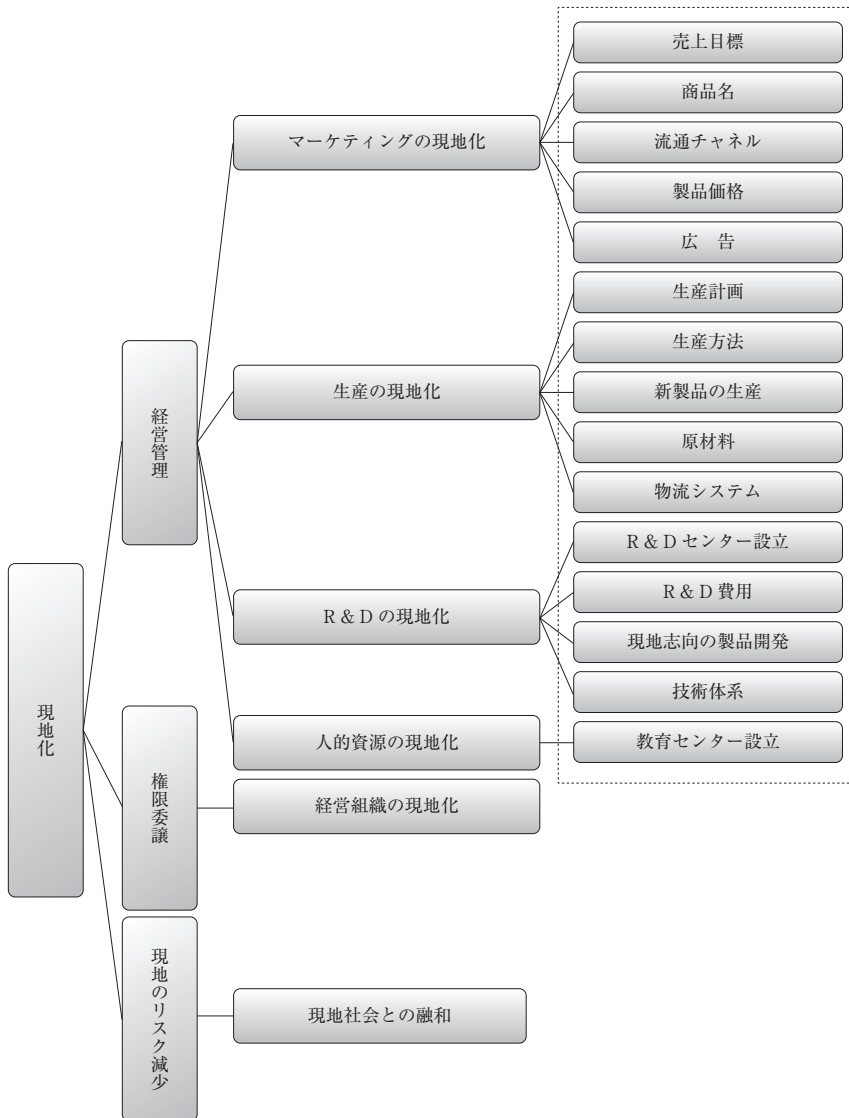 現地化
経営管理
マーケティングの現地化
売上目標
商品名
流通チャネル
製品価格
広　告
生産の現地化
生産計画
生産方法
新製品の生産
原材料
物流システム
R & D の現地化
R & D センター設立
R & D 費用
現地志向の製品開発
技術体系
人的資源の現地化
教育センター設立
権限委譲
経営組織の現地化
現地のリスク減少
現地社会との融和